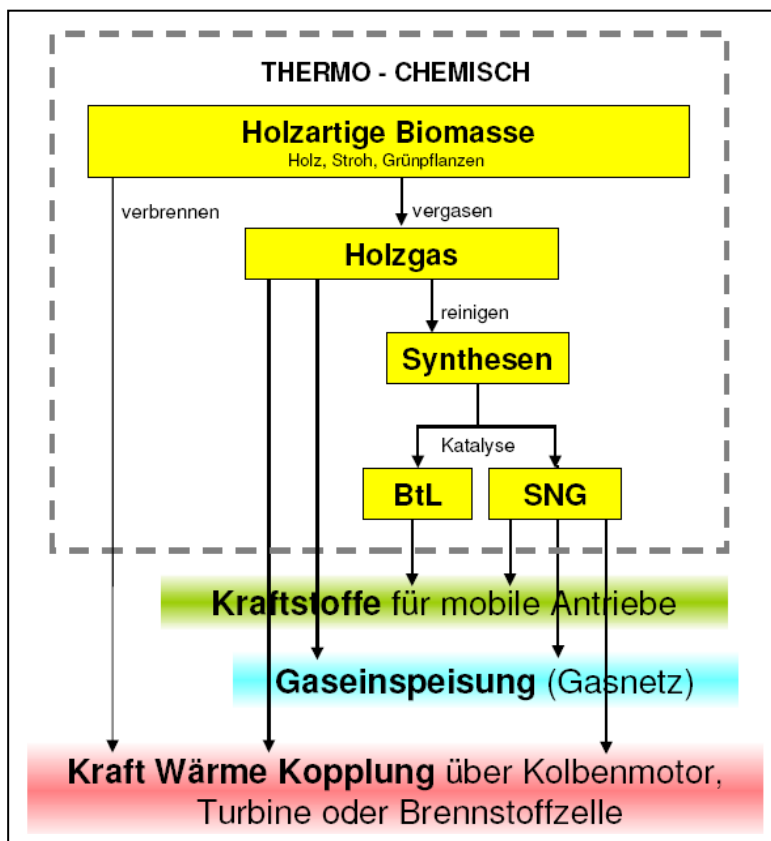 THERMO - CHEMISCH
Holzartige Biomasse
Holz, Stroh, Grünpflanzen
verbrennen
vergasen
Holzgas
reinigen
Synthesen
Katalyse
BtL
SNG
Kraftstoffe für mobile Antriebe
Gaseinspeisung (Gasnetz)
Kraft Wärme Kopplung über Kolbenmotor,
Turbine oder Brennstoffzelle